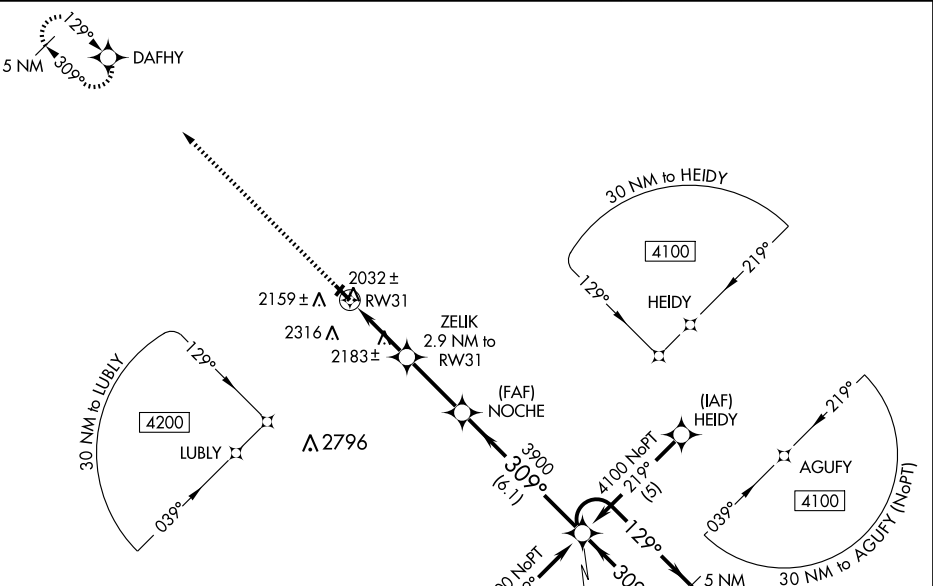 129°
DAFHY
5 NM
309°
30 NM to HEIDY
4100
219°
129°
HEIDY
2032 ±
2159 ±
RW31
2316
2183 ±
ZELIK
2.9 NM to
RW31
129°
30 NM to LUBLY
4200
LUBLY
039°
2796
(FAF)
NOCHE
(IAF)
HEIDY
3900
309°
(6.1)
4100 NoPT
219°
(5)
219°
AGUFY
4100
039°
30 NM to AGUFY (NoPT)
129°
5 NM
309°
NoPT